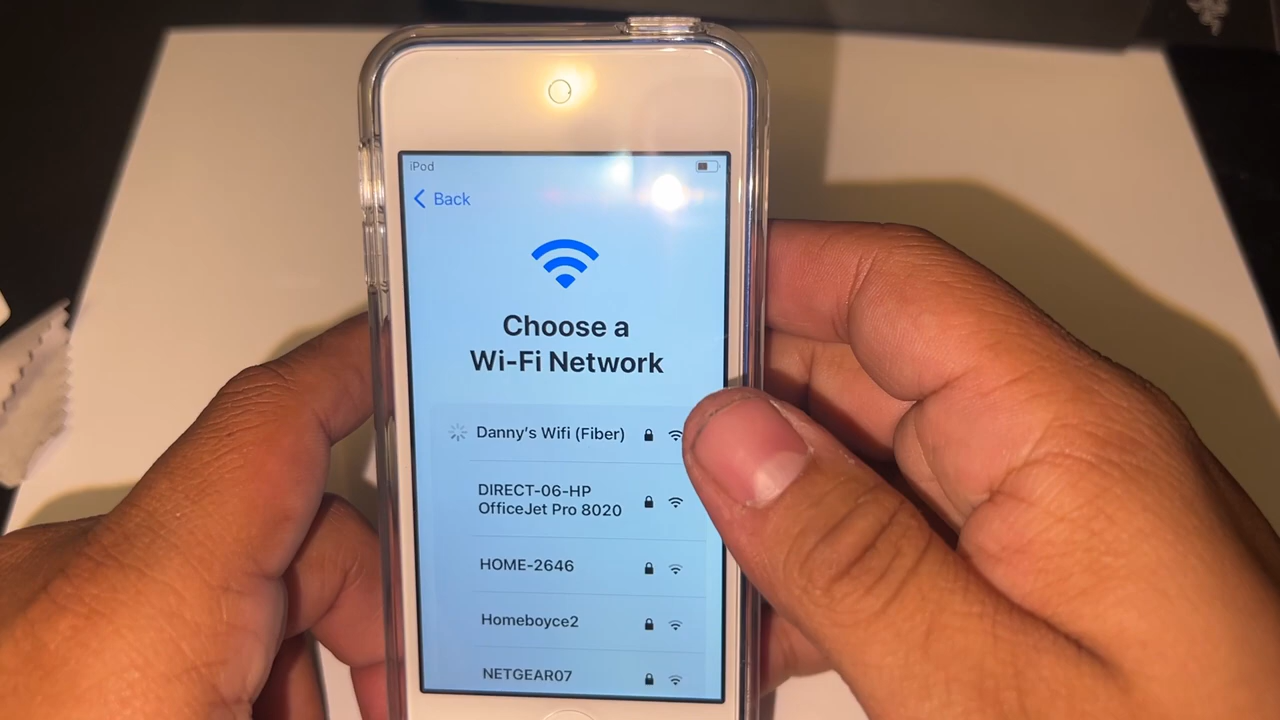 iPod
Back
Choose a
Wi-Fi Network
Danny's Wifi (Fiber)
DIRECT-06-HP
OfficeJet Pro 8020
HOME-2646
Homeboyce2
NETGEAR07